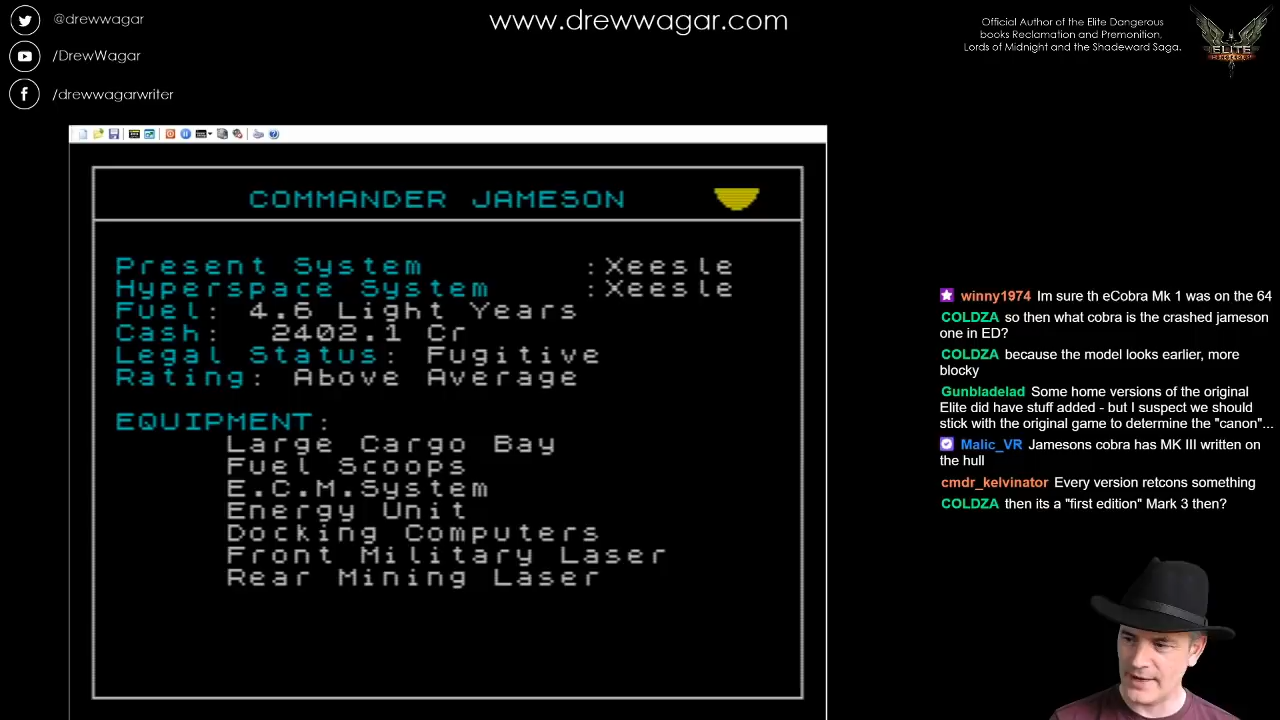 @drewwagar
/DrewWagar
/drewwagarwriter
www.drewwagar.com
Official Author of the Elite Dangerous
books Reclamation and Premonition,
Lords of Midnight and the Shadeward Saga.
ELITE
COMMANDER JAMESON
Present System :Xeesle
Hyperspace System :Xeesle
Fuel: 4.6 Light Years
Cash: 2402.1 Cr
Legal Status: Fugitive
Rating: Above Average
EQUIPMENT:
Large Cargo Bay
Fuel Scoops
E.C.M.System
Energy Unit
Docking Computers
Front Military Laser
Rear Mining Laser
winny1974 Im sure th eCobra Mk 1 was on the 64
COLDZA so then what cobra is the crashed jameson
one in ED?
COLDZA because the model looks earlier, more
blocky
Gunbladelad Some home versions of the original
Elite did have stuff added - but I suspect we should
stick with the original game to determine the "canon"...
Malic_VR Jamesons cobra has MK III written on
the hull
cmdr_kelvinator Every version retcons something
COLDZA then its a "first edition" Mark 3 then?